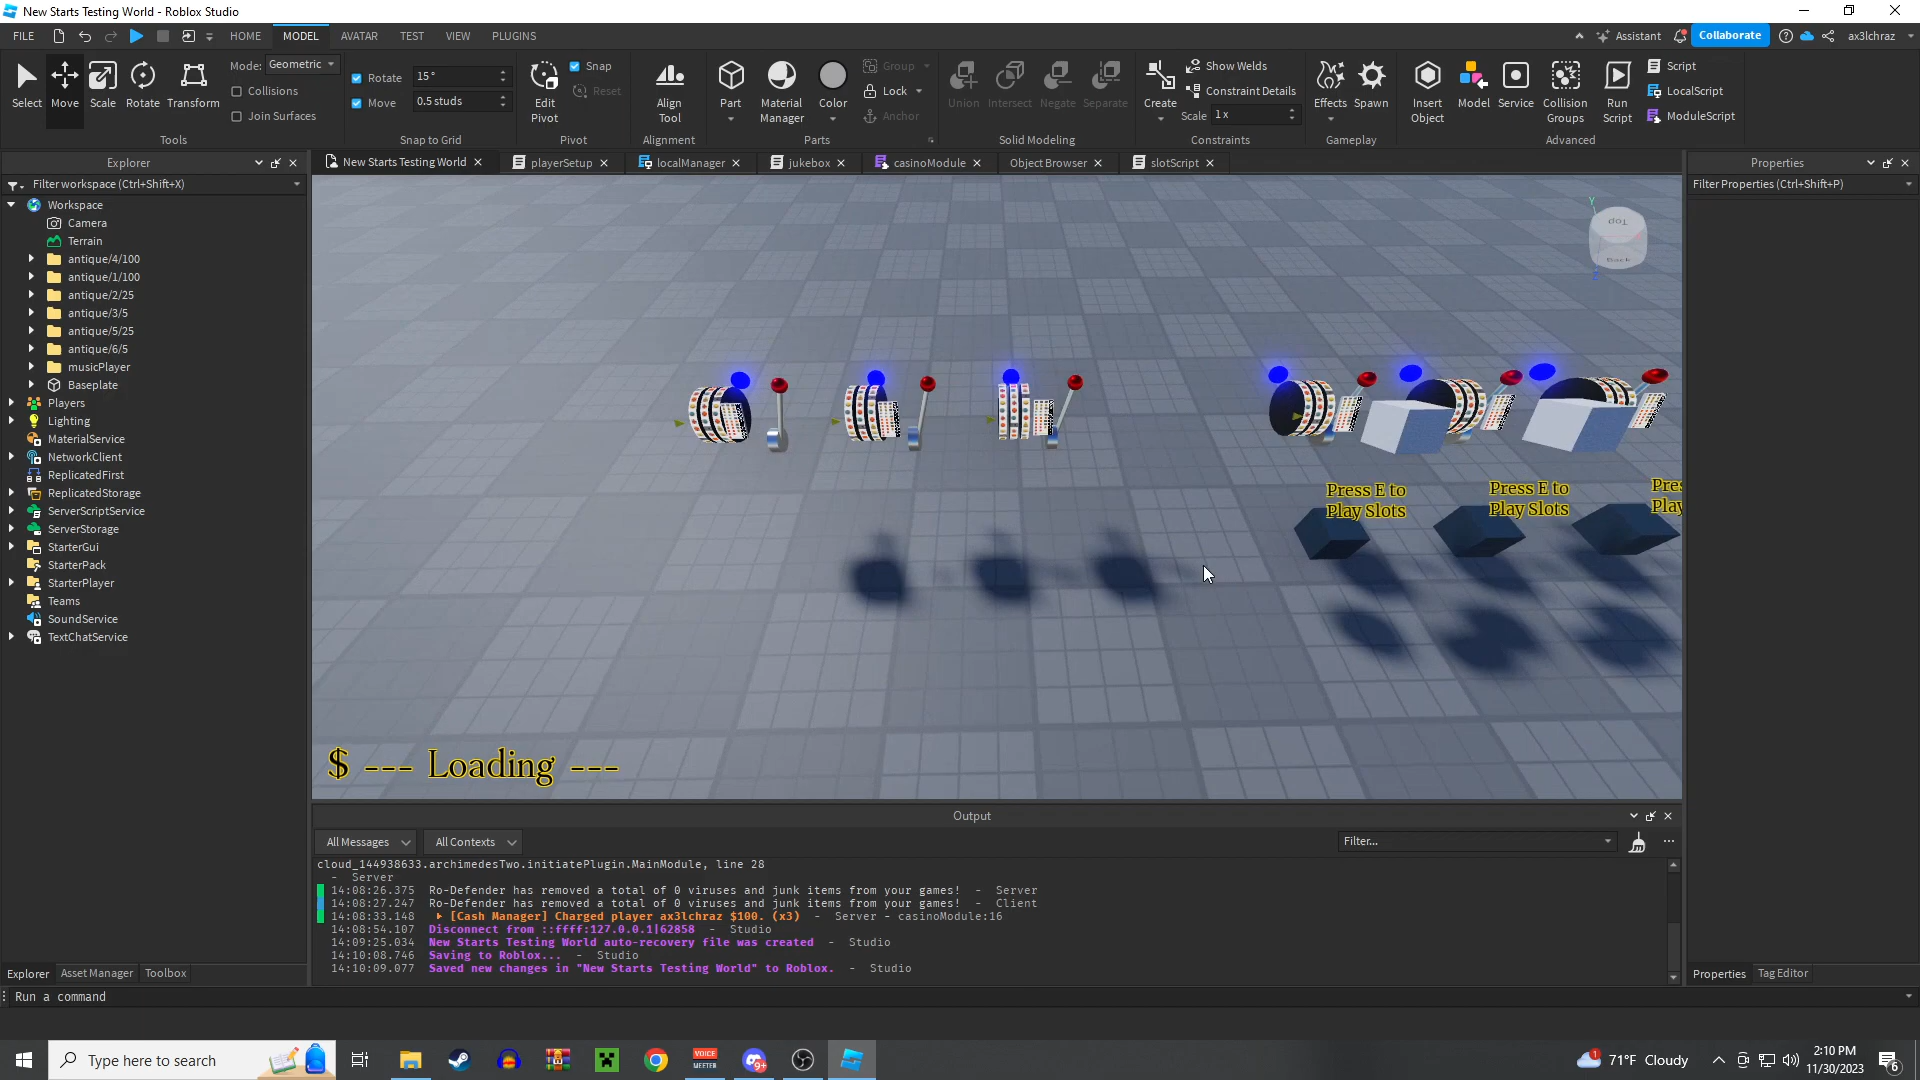 New Starts Testing World - Roblox Studio
FILE HOME MODEL AVATAR TEST VIEW PLUGINS Assistant Collaborate ax3lchraz
Select Move Scale Rotate Transform
Mode: Geometric
Collisions
Join Surfaces
Tools
Rotate 15°
Move 0.5 studs
Snap to Grid
Edit Pivot
Snap
Reset
Pivot
Align Tool
Alignment
Part
Material Manager
Color
Group
Lock
Anchor
Parts
Union Intersect Negate Separate
Solid Modeling
Create
Show Welds
Constraint Details
Scale 1 x
Constraints
Effects Spawn
Gameplay
Insert Object
Model
Service
Collision Groups
Run Script
Script
LocalScript
ModuleScript
Advanced
Explorer
Filter workspace (Ctrl+Shift+X)
Workspace
Camera
Terrain
antique/4/100
antique/1/100
antique/2/25
antique/3/5
antique/5/25
antique/6/5
musicPlayer
Baseplate
Players
Lighting
MaterialService
NetworkClient
ReplicatedFirst
ReplicatedStorage
ServerScriptService
ServerStorage
StarterGui
StarterPack
StarterPlayer
Teams
SoundService
TextChatService
Explorer Asset Manager Toolbox
New Starts Testing World playerSetup localManager jukebox casinoModule Object Browser slotScript
Y
Top
Back
Z
Press E to
Play Slots
Press E to
Play Slots
Pres
Play
$ --- Loading ---
Properties
Filter Properties (Ctrl+Shift+P)
Properties Tag Editor
Output
All Messages All Contexts Filter...
cloud_144938633.archimedesTwo.initiatePlugin.MainModule, line 28
- Server
14:08:26.375 Ro-Defender has removed a total of 0 viruses and junk items from your games! - Server
14:08:27.247 Ro-Defender has removed a total of 0 viruses and junk items from your games! - Client
14:08:33.148 [Cash Manager] Charged player ax3lchraz $100. (x3) - Server - casinoModule:16
14:08:54.107 Disconnect from ::ffff:127.0.0.1|62858 - Studio
14:09:25.034 New Starts Testing World auto-recovery file was created - Studio
14:10:08.746 Saving to Roblox... - Studio
14:10:09.077 Saved new changes in "New Starts Testing World" to Roblox. - Studio
Run a command
Type here to search
VOICE
MEETER
9+
1
71°F Cloudy
2:10 PM
11/30/2023
6